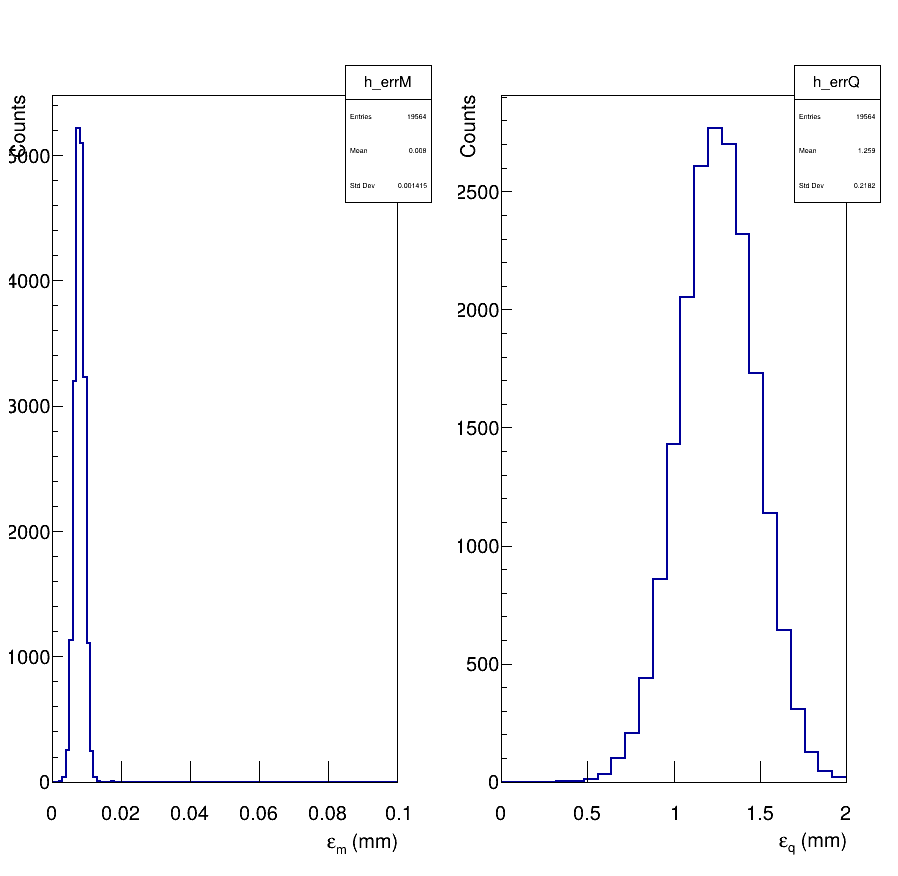 h_errM
Entries 19564
Mean 0.008
Std Dev 0.001415
Counts
5000
4000
3000
2000
1000
0
0 0.02 0.04 0.06 0.08 0.1
εm (mm)
h_errQ
Entries 19564
Mean 1.259
Std Dev 0.2182
Counts
2500
2000
1500
1000
500
0
0 0.5 1 1.5 2
εq (mm)